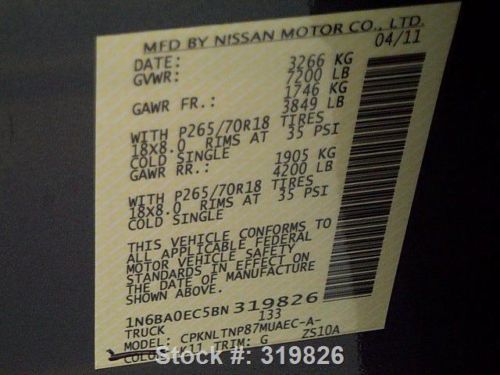 MFD BY NISSAN MOTOR CO., LTD.
DATE: 04/11
GVWR: 3266 KG
7200 LB
GAWR FR.: 1746 KG
3849 LB
WITH P265/70R18 TIRES
18X8.0 RIMS AT 35 PSI
COLD SINGLE
GAWR RR.: 1905 KG
4200 LB
WITH P265/70R18 TIRES
18X8.0 RIMS AT 35 PSI
COLD SINGLE
THIS VEHICLE CONFORMS TO
ALL APPLICABLE FEDERAL
MOTOR VEHICLE SAFETY
STANDARDS IN EFFECT ON
THE DATE OF MANUFACTURE
SHOWN ABOVE.
1N6BA0EC5BN319826
TRUCK 133
MODEL: CPKNLTNP87MUAEC-A-
COLOR: K11 TRIM: G ZS10A
Stock #: 319826